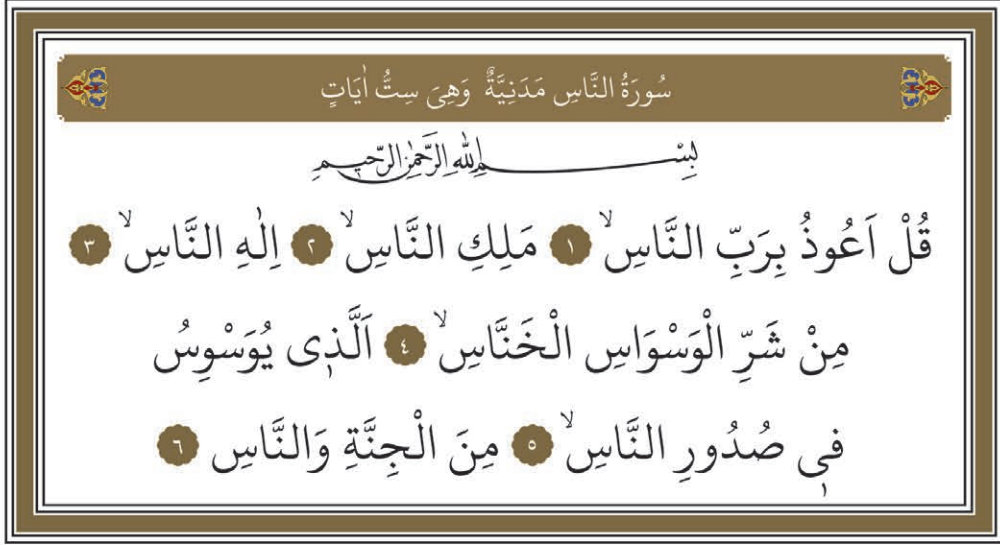 سُورَةُ النَّاسِ مَدَنِيَّةٌ وَهِىَ سِتُّ اٰيَاتٍ
بِسْمِ اللهِ الرَّحْمٰنِ الرَّحِيمِ
قُلْ اَعُوذُ بِرَبِّ النَّاسِۙ ١ مَلِكِ النَّاسِۙ ٢ اِلٰهِ النَّاسِۙ ٣
مِنْ شَرِّ الْوَسْوَاسِ الْخَنَّاسِۙ ٤ اَلَّذٖى يُوَسْوِسُ
فٖى صُدُورِ النَّاسِۙ ٥ مِنَ الْجِنَّةِ وَالنَّاسِ ٦